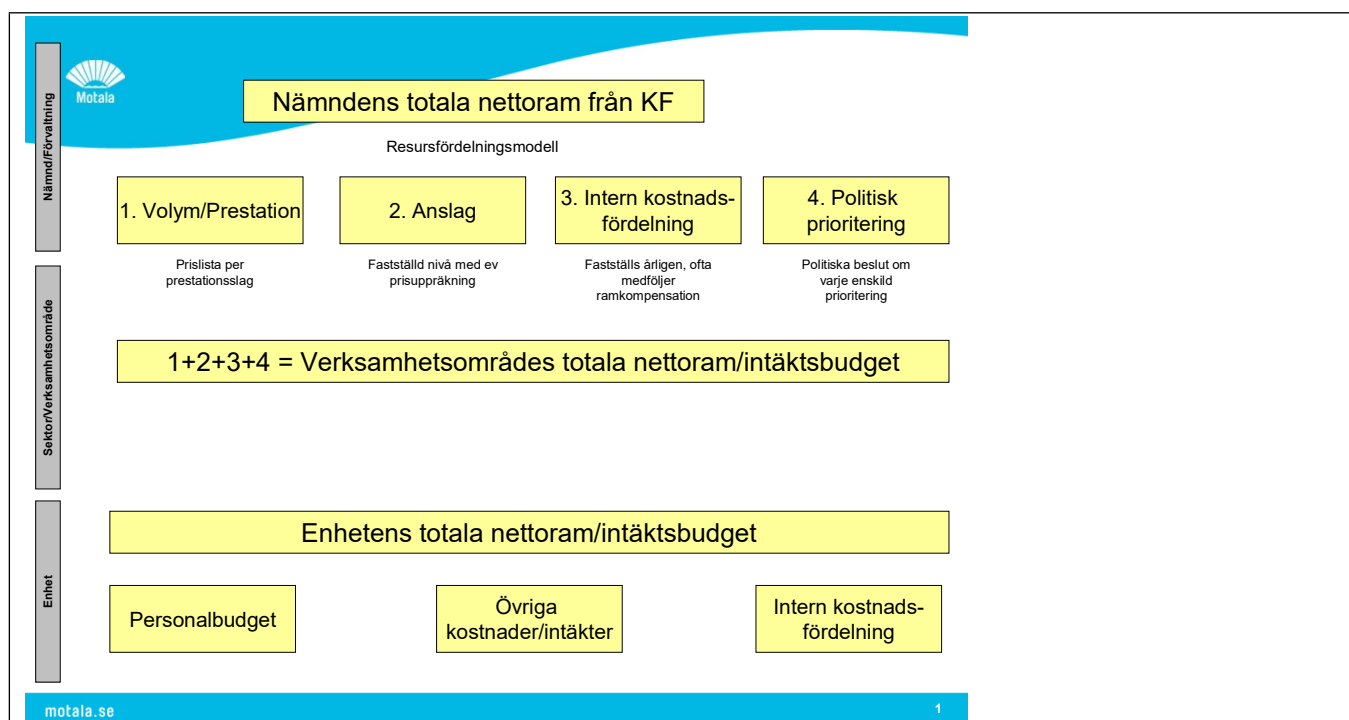 Nämnd/Förvaltning
Motala
Nämndens totala nettoram från KF
Resursfördelningsmodell
1. Volym/Prestation
2. Anslag
3. Intern kostnads-
fördelning
4. Politisk
prioritering
Prislista per
prestationsslag
Fastställd nivå med ev
prisuppräkning
Fastställs årligen, ofta
medföljer
ramkompensation
Politiska beslut om
varje enskild
prioritering
Sektor/Verksamhetsområde
1+2+3+4 = Verksamhetsområdes totala nettoram/intäktsbudget
Enhet
Enhetens totala nettoram/intäktsbudget
Personalbudget
Övriga
kostnader/intäkter
Intern kostnads-
fördelning
motala.se
1